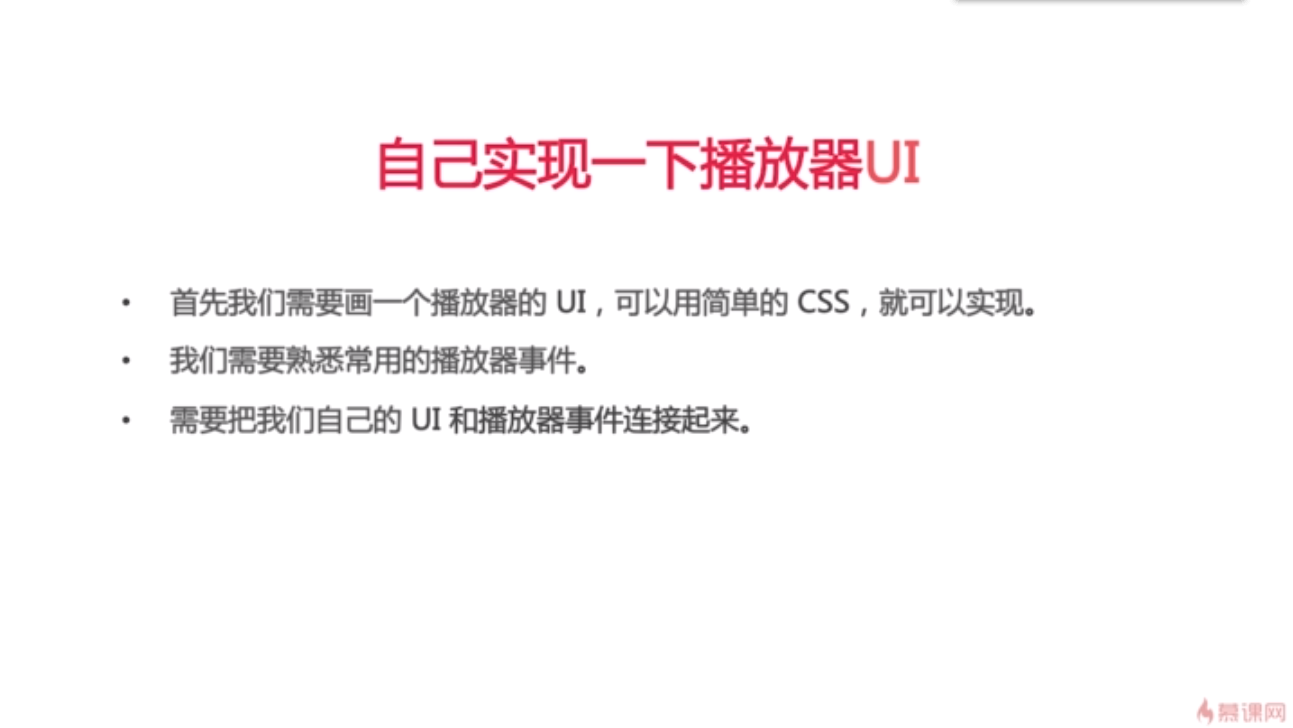 自己实现一下播放器UI
• 首先我们需要画一个播放器的 UI，可以用简单的 CSS，就可以实现。
• 我们需要熟悉常用的播放器事件。
• 需要把我们自己的 UI 和播放器事件连接起来。
慕课网